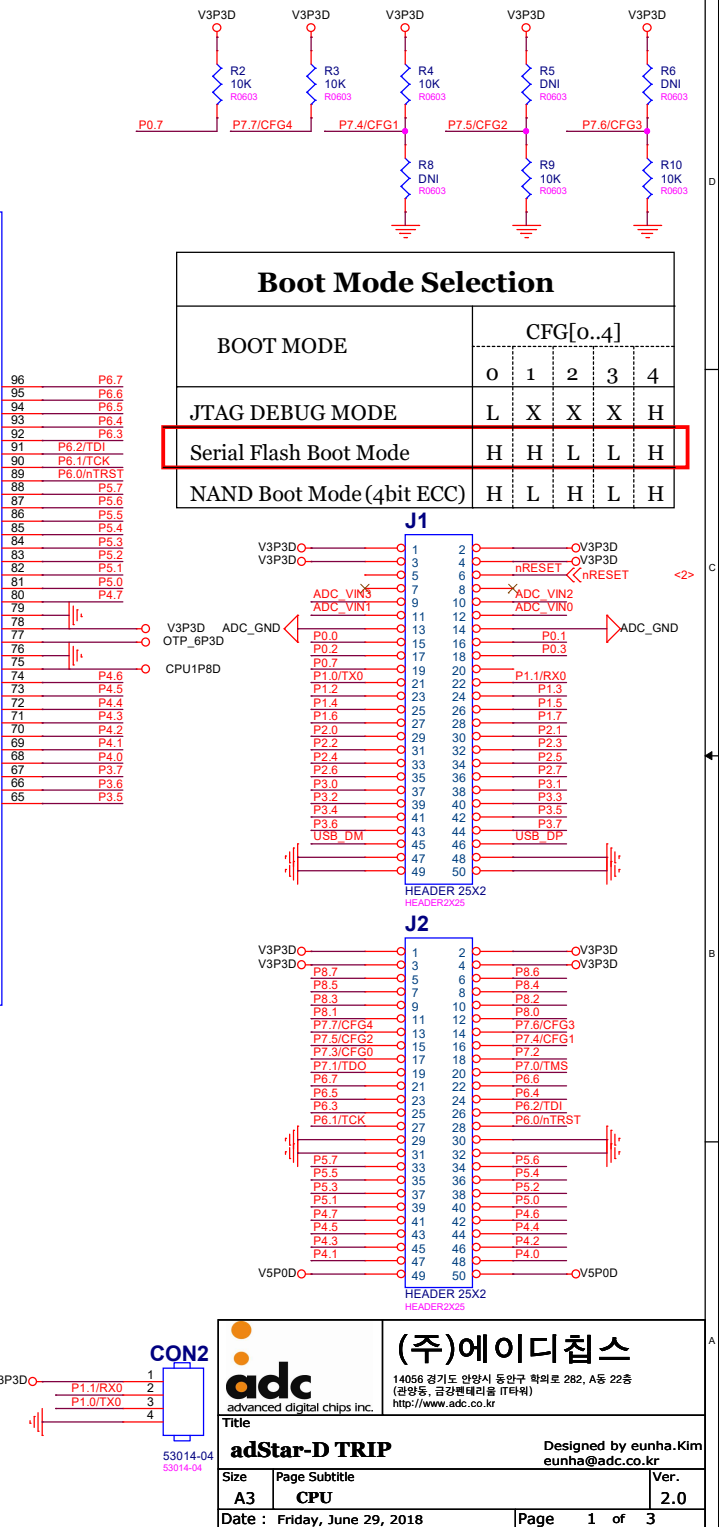 V3P3D V3P3D V3P3D V3P3D V3P3D
R2 R3 R4 R5 R6
10K 10K 10K DNI DNI
R0603 R0603 R0603 R0603 R0603
P0.7 P7.7/CFG4 P7.4/CFG1 P7.5/CFG2 P7.6/CFG3
R8 R9 R10
DNI 10K 10K
R0603 R0603 R0603
D
Boot Mode Selection
BOOT MODE CFG[0..4]
0 1 2 3 4
JTAG DEBUG MODE L X X X H
Serial Flash Boot Mode H H L L H
NAND Boot Mode (4bit ECC) H L H L H
96 P6.7
95 P6.6
94 P6.5
93 P6.4
92 P6.3
91 P6.2/TDI
90 P6.1/TCK
89 P6.0/nTRST
88 P5.7
87 P5.6
86 P5.5
85 P5.4
84 P5.3
83 P5.2
82 P5.1
81 P5.0
80 P4.7
79
78 V3P3D
77 OTP_6P3D
76
75 CPU1P8D
74 P4.6
73 P4.5
72 P4.4
71 P4.3
70 P4.2
69 P4.1
68 P4.0
67 P3.7
66 P3.6
65 P3.5
J1
V3P3D 1 2 V3P3D
V3P3D 3 4 V3P3D
5 6 nRESET nRESET <2>
C
7 8
ADC_VIN3 9 10 ADC_VIN2
ADC_VIN1 11 12 ADC_VIN0
ADC_GND 13 14 ADC_GND
P0.0 15 16 P0.1
P0.2 17 18 P0.3
P0.7 19 20
P1.0/TX0 21 22 P1.1/RX0
P1.2 23 24 P1.3
P1.4 25 26 P1.5
P1.6 27 28 P1.7
P2.0 29 30 P2.1
P2.2 31 32 P2.3
P2.4 33 34 P2.5
P2.6 35 36 P2.7
P3.0 37 38 P3.1
P3.2 39 40 P3.3
P3.4 41 42 P3.5
P3.6 43 44 P3.7
USB_DM 45 46 USB_DP
47 48
49 50
HEADER 25X2
HEADER2X25
J2
V3P3D 1 2 V3P3D
B
V3P3D 3 4 V3P3D
P8.7 5 6 P8.6
P8.5 7 8 P8.4
P8.3 9 10 P8.2
P8.1 11 12 P8.0
P7.7/CFG4 13 14 P7.6/CFG3
P7.5/CFG2 15 16 P7.4/CFG1
P7.3/CFG0 17 18 P7.2
P7.1/TDO 19 20 P7.0/TMS
P6.7 21 22 P6.6
P6.5 23 24 P6.4
P6.3 25 26 P6.2/TDI
P6.1/TCK 27 28 P6.0/nTRST
29 30
31 32
P5.7 33 34 P5.6
P5.5 35 36 P5.4
P5.3 37 38 P5.2
P5.1 39 40 P5.0
P4.7 41 42 P4.6
P4.5 43 44 P4.4
P4.3 45 46 P4.2
P4.1 47 48 P4.0
V5P0D 49 50 V5P0D
HEADER 25X2
HEADER2X25
A
CON2
1
P1.1/RX0 2
P1.0/TX0 3
4
53014-04
53014-04
adc
advanced digital chips inc.
(주)에이디칩스
14056 경기도 안양시 동안구 학의로 282, A동 22층
(관양동, 금강펜테리움 IT타워)
http://www.adc.co.kr
Title
adStar-D TRIP
Designed by eunha.Kim
eunha@adc.co.kr
Size Page Subtitle Ver.
A3 CPU 2.0
Date : Friday, June 29, 2018 Page 1 of 3